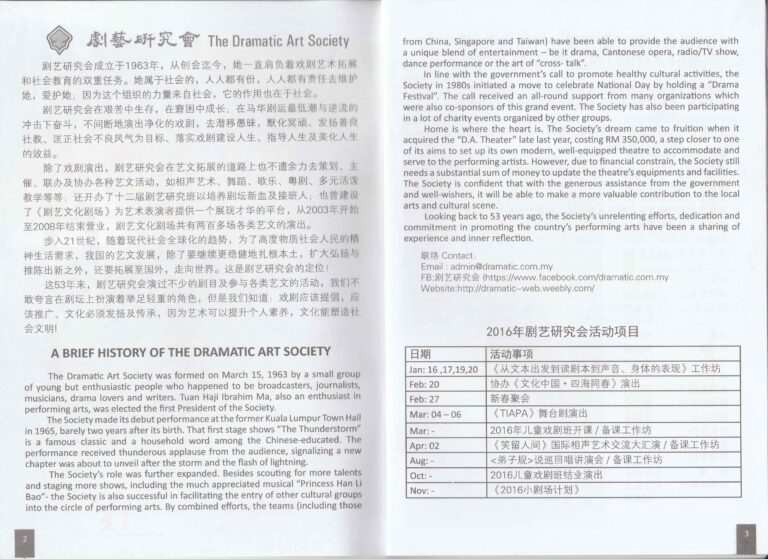 劇藝硏究會 The Dramatic Art Society
剧艺研究会成立于1963年，从创会迄今，她一直肩负着戏剧艺术拓展
和社会教育的双重任务。她属于社会的，人人都有份，人人都有责任去维护
她，爱护她；因为这个组织的力量来自社会，它的作用也在于社会。
剧艺研究会在艰苦中生存，在窘困中成长；在马华剧运最低潮与逆流的
冲击下奋斗，不间断地演出净化的戏剧，去潜移愚昧，默化冥顽、发扬善良
社教、匡正社会不良风气为目标、落实戏剧建设人生、指导人生及美化人生
的效益。
除了戏剧演出，剧艺研究会在艺文拓展的道路上也不遗余力去策划、主
催、联办及协办各种艺文活动，如相声艺术、舞蹈、歌乐、粤剧、多元活泼
教学等等；还开办了十二届剧艺研究班以培养剧坛新血及接班人；也曾建设
了《剧艺文化剧场》为艺术表演者提供一个展现才华的平台，从2003年开始
至2008年结束营业，剧艺文化剧场共有两百多场各类艺文的演出。
步入21世纪，随着现代社会全球化的趋势，为了高度物质社会人民的精
神生活需求，我国的艺文发展，除了要继续更稳健地扎根本土，扩大弘扬与
推陈出新之外，还要拓展至国外，走向世界。这是剧艺研究会的定位！
这53年来，剧艺研究会演过不少的剧目及参与各类艺文的活动，我们不
敢夸言在剧坛上扮演着举足轻重的角色，但是我们知道：戏剧应该提倡，应
该推广、文化必须发扬及传承，因为艺术可以提升个人素养，文化能塑造社
会文明！
A BRIEF HISTORY OF THE DRAMATIC ART SOCIETY
The Dramatic Art Society was formed on March 15, 1963 by a small group
of young but enthusiastic people who happened to be broadcasters, journalists,
musicians, drama lovers and writers. Tuan Haji Ibrahim Ma, also an enthusiast in
performing arts, was elected the first President of the Society.
The Society made its debut performance at the former Kuala Lumpur Town Hall
in 1965, barely two years after its birth. That first stage shows "The Thunderstorm"
is a famous classic and a household word among the Chinese-educated. The
performance received thunderous applause from the audience, signalizing a new
chapter was about to unveil after the storm and the flash of lightning.
The Society's role was further expanded. Besides scouting for more talents
and staging more shows, including the much appreciated musical "Princess Han Li
Bao"- the Society is also successful in facilitating the entry of other cultural groups
into the circle of performing arts. By combined efforts, the teams (including those
2
from China, Singapore and Taiwan) have been able to provide the audience with
a unique blend of entertainment – be it drama, Cantonese opera, radio/TV show,
dance performance or the art of "cross- talk".
In line with the government's call to promote healthy cultural activities, the
Society in 1980s initiated a move to celebrate National Day by holding a "Drama
Festival". The call received an all-round support from many organizations which
were also co-sponsors of this grand event. The Society has also been participating
in a lot of charity events organized by other groups.
Home is where the heart is. The Society's dream came to fruition when it
acquired the "D.A. Theater" late last year, costing RM 350,000, a step closer to one
of its aims to set up its own modern, well-equipped theatre to accommodate and
serve to the performing artists. However, due to financial constrain, the Society still
needs a substantial sum of money to update the theatre's equipments and facilities.
The Society is confident that with the generous assistance from the government
and well-wishers, it will be able to make a more valuable contribution to the local
arts and cultural scene.
Looking back to 53 years ago, the Society's unrelenting efforts, dedication and
commitment in promoting the country's performing arts have been a sharing of
experience and inner reflection.
联络 Contact:
Email : admin@dramatic.com.my
FB:剧艺研究会 (https://www.facebook.com/dramatic.com.my
Website:http://dramatic-web.weebly.com/
2016年剧艺研究会活动项目
日期 活动事项
Jan: 16 ,17,19,20 《从文本出发到读剧本到声音、身体的表现》工作坊
Feb: 20 协办《文化中国·四海同春》演出
Feb: 27 新春聚会
Mar: 04 – 06 《TIAPA》舞台剧演出
Mar: - 2016年儿童戏剧班开课 / 备课工作坊
Apr: 02 《笑留人间》国际相声艺术交流大汇演 / 备课工作坊
Aug: - <弟子规>说巡回唱讲演会 / 备课工作坊
Oct: - 2016儿童戏剧班结业演出
Nov: - 《2016小剧场计划》
3